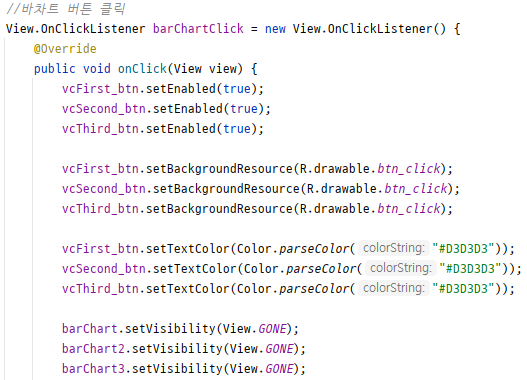 //바차트 버튼 클릭
View.OnClickListener barChartClick = new View.OnClickListener() {
@Override
public void onClick(View view) {
vcFirst_btn.setEnabled(true);
vcSecond_btn.setEnabled(true);
vcThird_btn.setEnabled(true);
vcFirst_btn.setBackgroundResource(R.drawable.btn_click);
vcSecond_btn.setBackgroundResource(R.drawable.btn_click);
vcThird_btn.setBackgroundResource(R.drawable.btn_click);
vcFirst_btn.setTextColor(Color.parseColor( colorString: "#D3D3D3"));
vcSecond_btn.setTextColor(Color.parseColor( colorString: "#D3D3D3"));
vcThird_btn.setTextColor(Color.parseColor( colorString: "#D3D3D3"));
barChart.setVisibility(View.GONE);
barChart2.setVisibility(View.GONE);
barChart3.setVisibility(View.GONE);